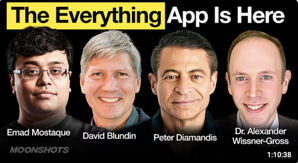 The Everything App Is Here
Emad Mostaque
David Blundin
Peter Diamandis
Dr. Alexander
Wissner-Gross
MOONSHOTS
1:10:38